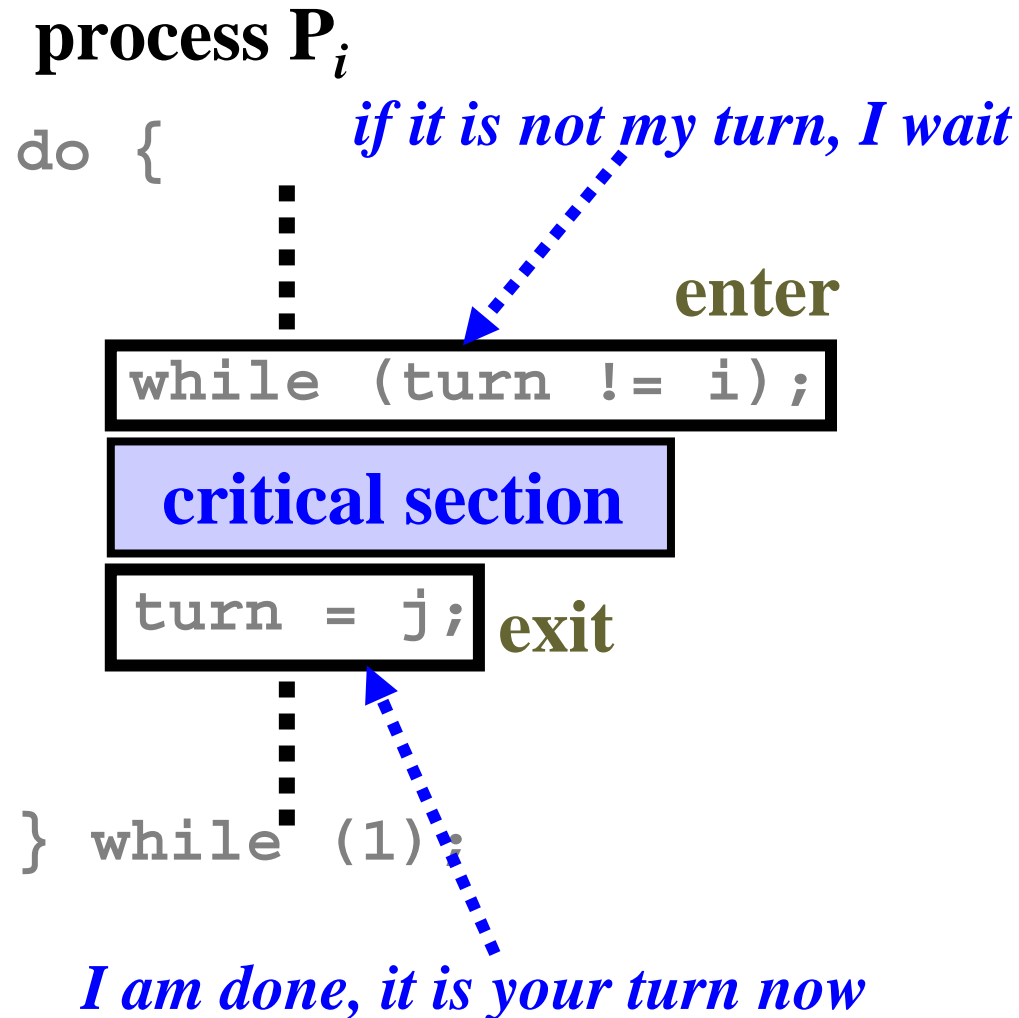 process Pi
if it is not my turn, I wait
do {
enter
while (turn != i);
critical section
turn = j;
exit
} while (1);
I am done, it is your turn now